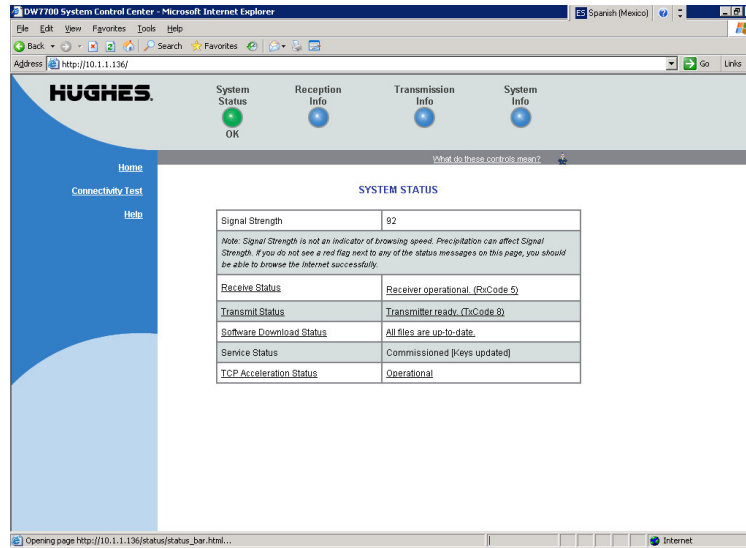 DW7700 System Control Center - Microsoft Internet Explorer
ES Spanish (Mexico)
File Edit View Favorites Tools Help
Back Search Favorites
Address http://10.1.1.136/ Go Links
HUGHES.
System Status
Reception Info
Transmission Info
System Info
OK
What do these controls mean?
Home
Connectivity Test
Help
SYSTEM STATUS
Signal Strength 92
Note: Signal Strength is not an indicator of browsing speed. Precipitation can affect Signal
Strength. If you do not see a red flag next to any of the status messages on this page, you should
be able to browse the Internet successfully.
Receive Status Receiver operational. (RxCode 5)
Transmit Status Transmitter ready. (TxCode 8)
Software Download Status All files are up-to-date.
Service Status Commissioned [Keys updated]
TCP Acceleration Status Operational
Opening page http://10.1.1.136/status/status_bar.html... Internet